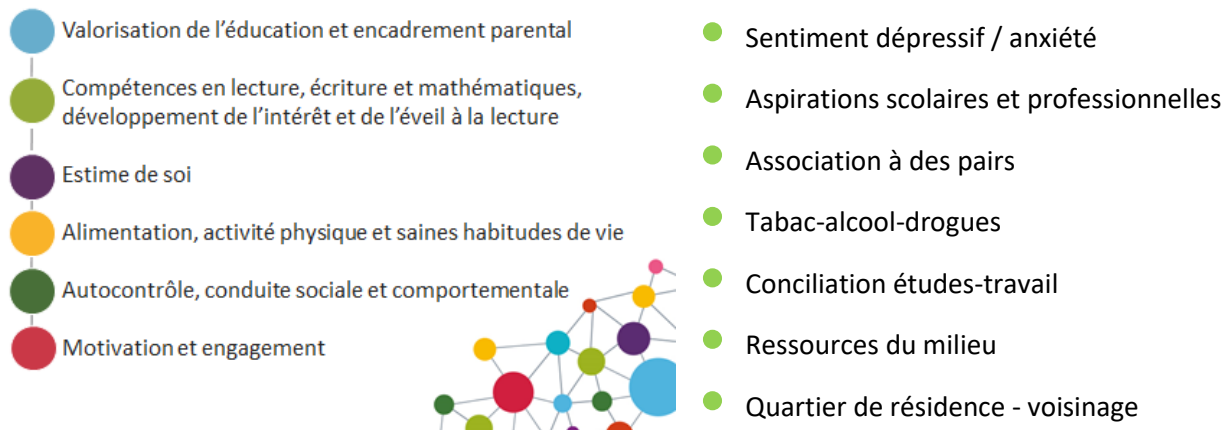 Valorisation de l'éducation et encadrement parental
Compétences en lecture, écriture et mathématiques,
développement de l'intérêt et de l'éveil à la lecture
Estime de soi
Alimentation, activité physique et saines habitudes de vie
Autocontrôle, conduite sociale et comportementale
Motivation et engagement
Sentiment dépressif / anxiété
Aspirations scolaires et professionnelles
Association à des pairs
Tabac-alcool-drogues
Conciliation études-travail
Ressources du milieu
Quartier de résidence - voisinage